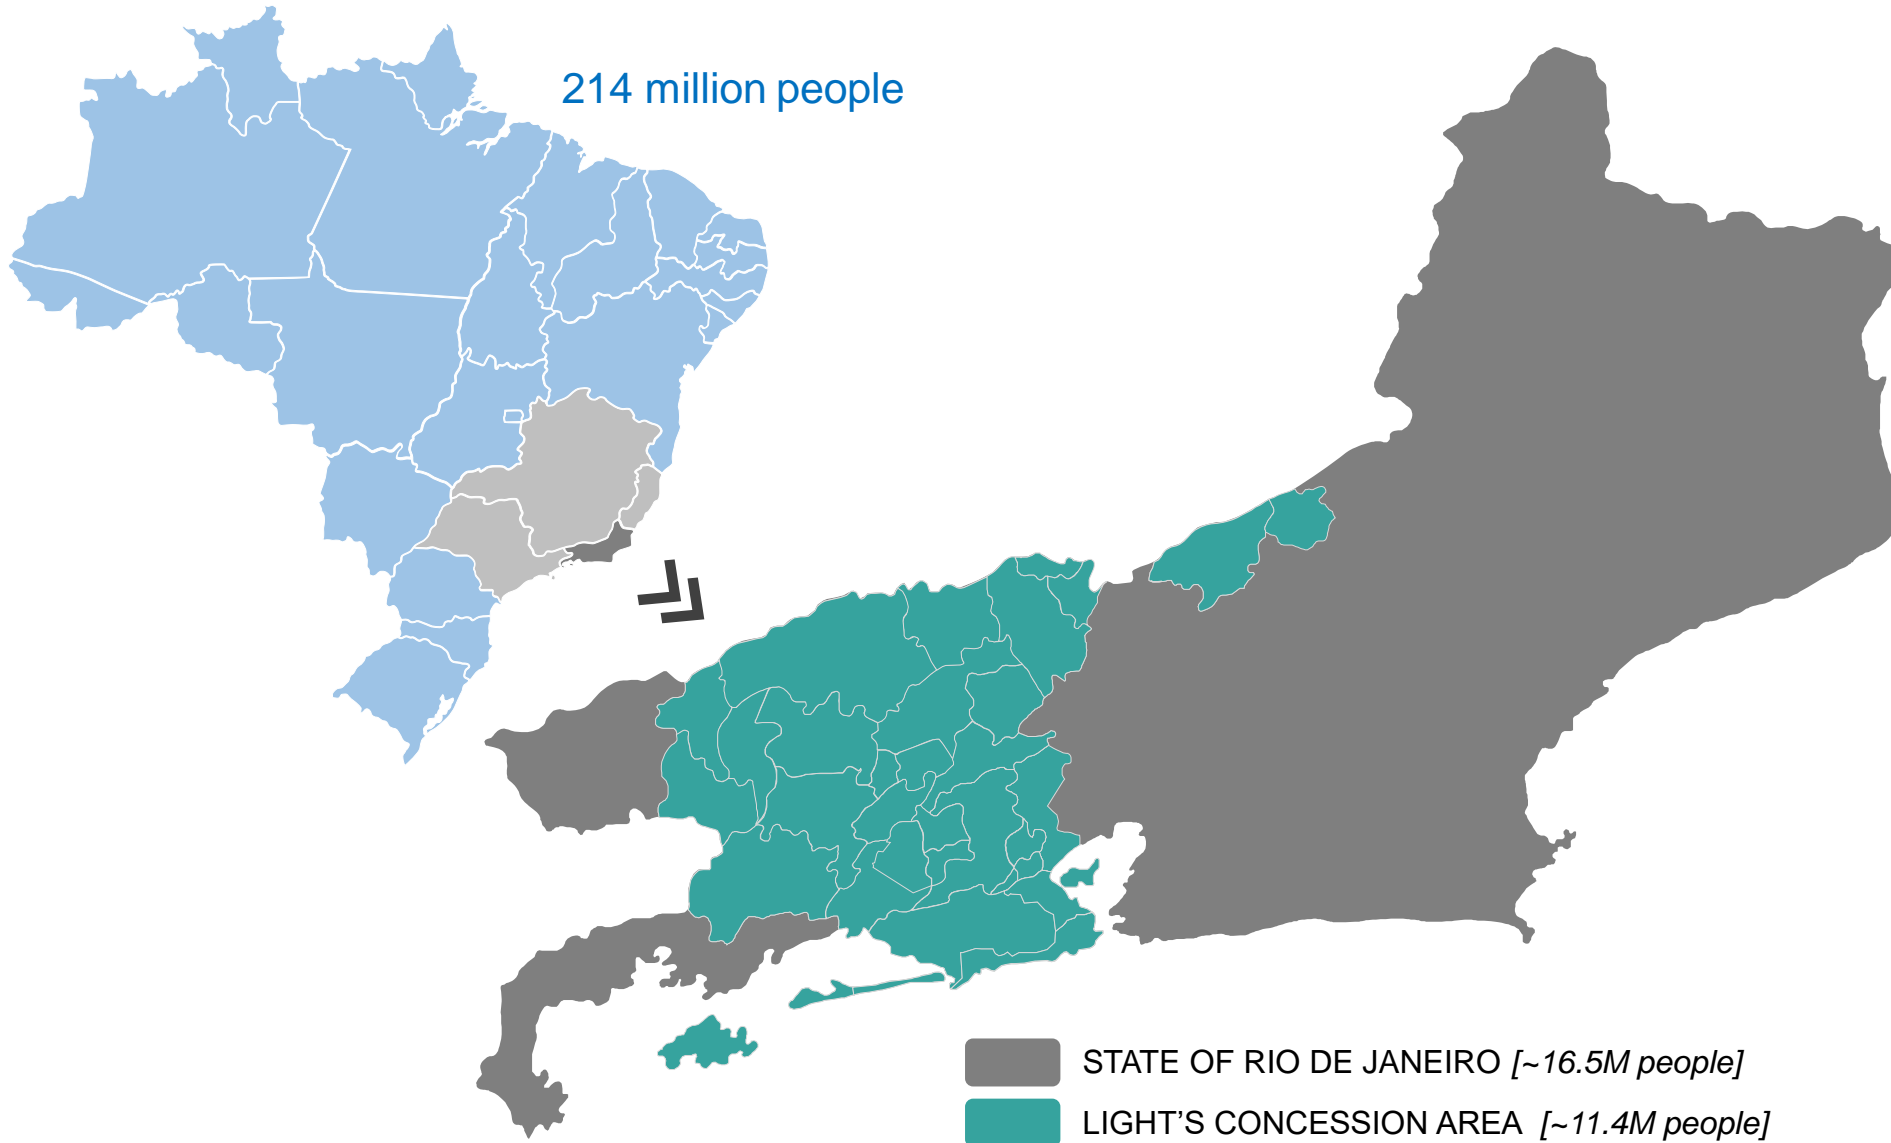 214 million people
STATE OF RIO DE JANEIRO [~16.5M people]
LIGHT’S CONCESSION AREA [~11.4M people]